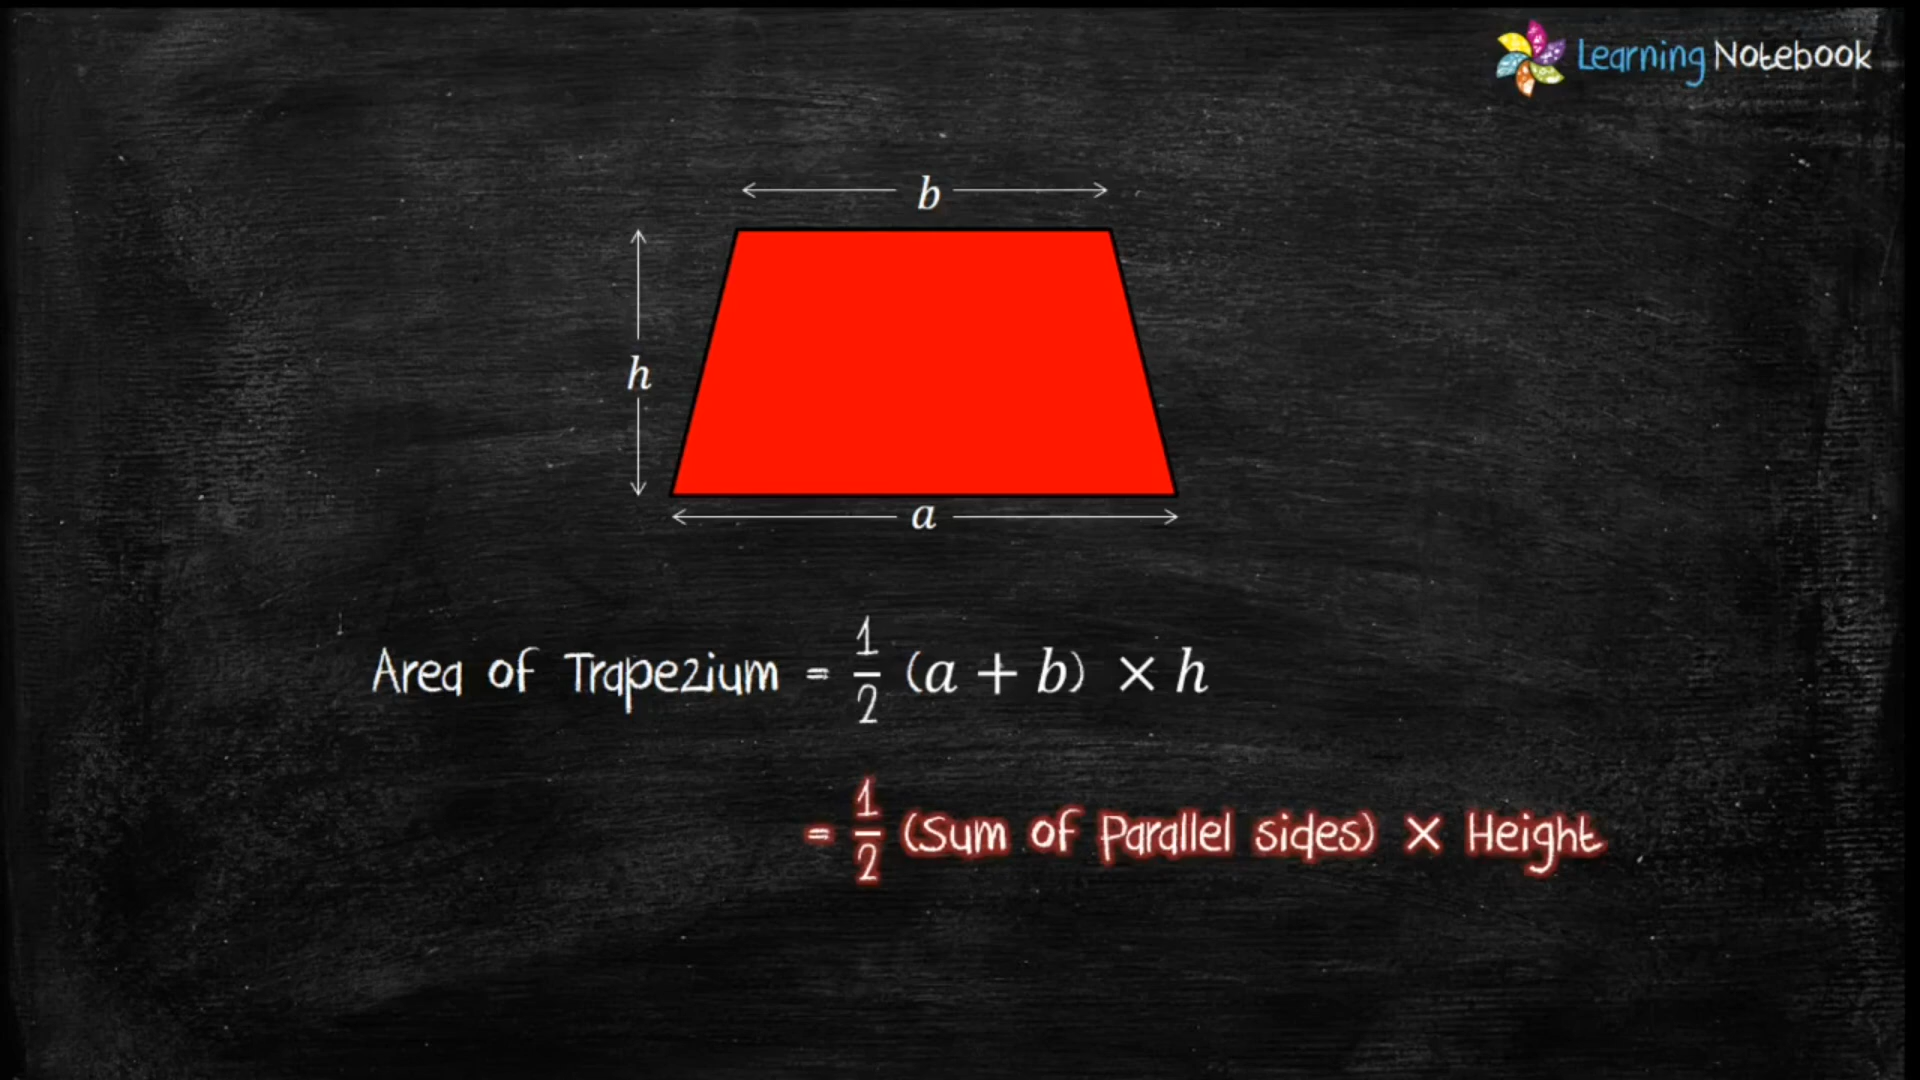 Learning Notebook
b
h
a
Area of Trapezium = 1/2 (a + b) × h
= 1/2 (Sum of Parallel sides) × Height